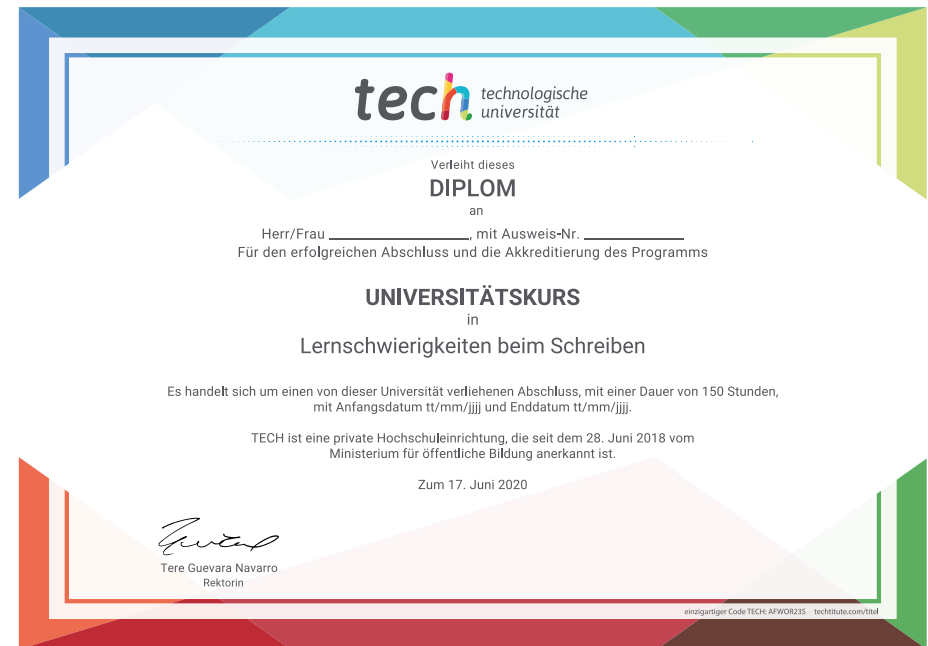 tech technologische
universität
Verleiht dieses
DIPLOM
an
Herr/Frau ____________________, mit Ausweis-Nr. ______________
Für den erfolgreichen Abschluss und die Akkreditierung des Programms
UNIVERSITÄTSKURS
in
Lernschwierigkeiten beim Schreiben
Es handelt sich um einen von dieser Universität verliehenen Abschluss, mit einer Dauer von 150 Stunden,
mit Anfangsdatum tt/mm/jjjj und Enddatum tt/mm/jjjj.
TECH ist eine private Hochschuleinrichtung, die seit dem 28. Juni 2018 vom
Ministerium für öffentliche Bildung anerkannt ist.
Zum 17. Juni 2020
Tere Guevara Navarro
Rektorin
einzigartiger Code TECH: AFWOR23S techtitute.com/titel